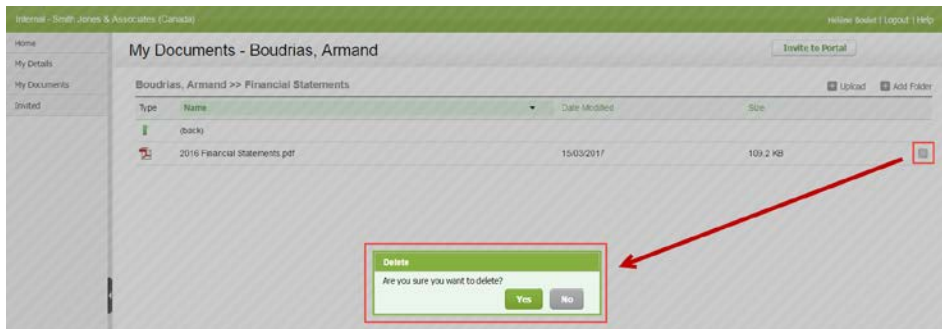 Internal - Smith Jones & Associates (Canada)
Hélène Boulet | Logout | Help
Home
My Details
My Documents
Invited
My Documents - Boudrias, Armand
Invite to Portal
Boudrias, Armand >> Financial Statements
Upload
Add Folder
Type Name Date Modified Size
(back)
2016 Financial Statements.pdf 15/03/2017 109.2 KB
Delete
Are you sure you want to delete?
Yes No